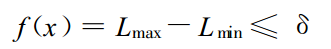 f(x) = Lmax − Lmin ⩽ δ